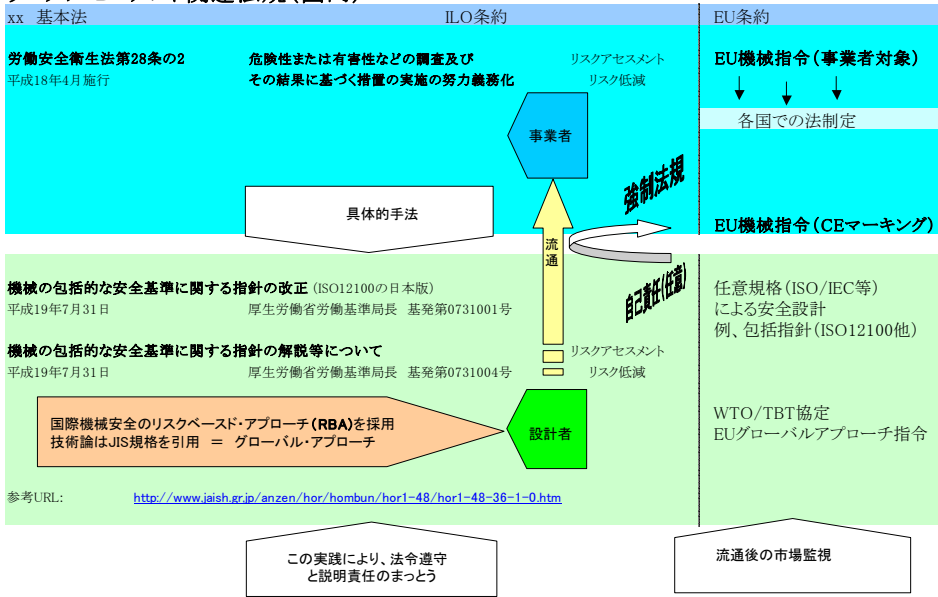 xx 基本法
ILO条約
EU条約
労働安全衛生法第28条の2
平成18年4月施行
危険性または有害性などの調査及び
その結果に基づく措置の実施の努力義務化
リスクアセスメント
リスク低減
EU機械指令（事業者対象）
各国での法制定
事業者
強制法規
具体的手法
流通
EU機械指令（CEマーキング）
機械の包括的な安全基準に関する指針の改正（ISO12100の日本版）
平成19年7月31日
厚生労働省労働基準局長 基発第0731001号
自己責任（任意）
任意規格（ISO/IEC等）
による安全設計
例、包括指針（ISO12100他）
機械の包括的な安全基準に関する指針の解説等について
平成19年7月31日
厚生労働省労働基準局長 基発第0731004号
リスクアセスメント
リスク低減
国際機械安全のリスクベースド・アプローチ（RBA）を採用
技術論はJIS規格を引用 ＝ グローバル・アプローチ
設計者
WTO/TBT協定
EUグローバルアプローチ指令
参考URL:
http://www.jaish.gr.jp/anzen/hor/hombun/hor1-48/hor1-48-36-1-0.htm
この実践により、法令遵守
と説明責任のまっとう
流通後の市場監視